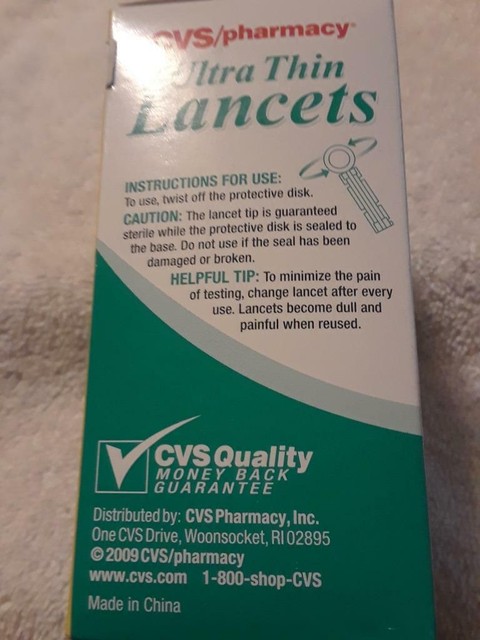 CVS/pharmacy
Ultra Thin
Lancets
INSTRUCTIONS FOR USE:
To use, twist off the protective disk.
CAUTION: The lancet tip is guaranteed
sterile while the protective disk is sealed to
the base. Do not use if the seal has been
damaged or broken.
HELPFUL TIP: To minimize the pain
of testing, change lancet after every
use. Lancets become dull and
painful when reused.
CVS Quality
MONEY BACK
GUARANTEE
Distributed by: CVS Pharmacy, Inc.
One CVS Drive, Woonsocket, RI 02895
© 2009 CVS/pharmacy
www.cvs.com 1-800-shop-CVS
Made in China